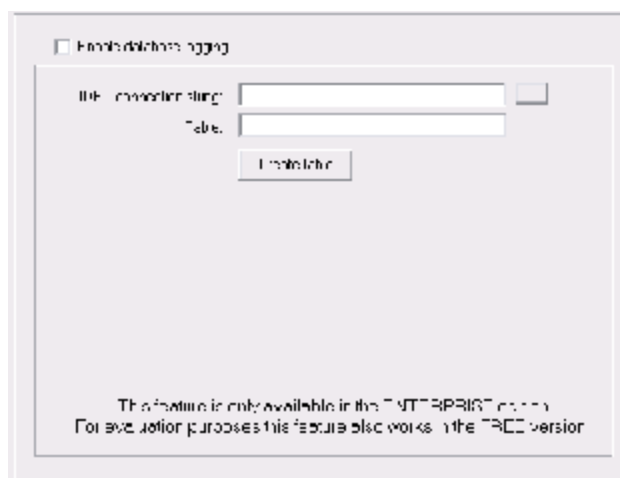 Enable database logging
connection string:
Table:
Create table
This feature is only available in the ENTERPRISE edition
For evaluation purposes this feature also works in the FREE version